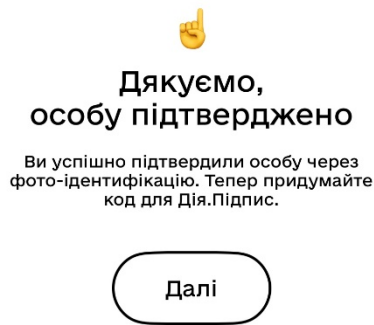 Дякуємо,
особу підтверджено
Ви успішно підтвердили особу через
фото-ідентифікацію. Тепер придумайте
код для Дія.Підпис.
Далі